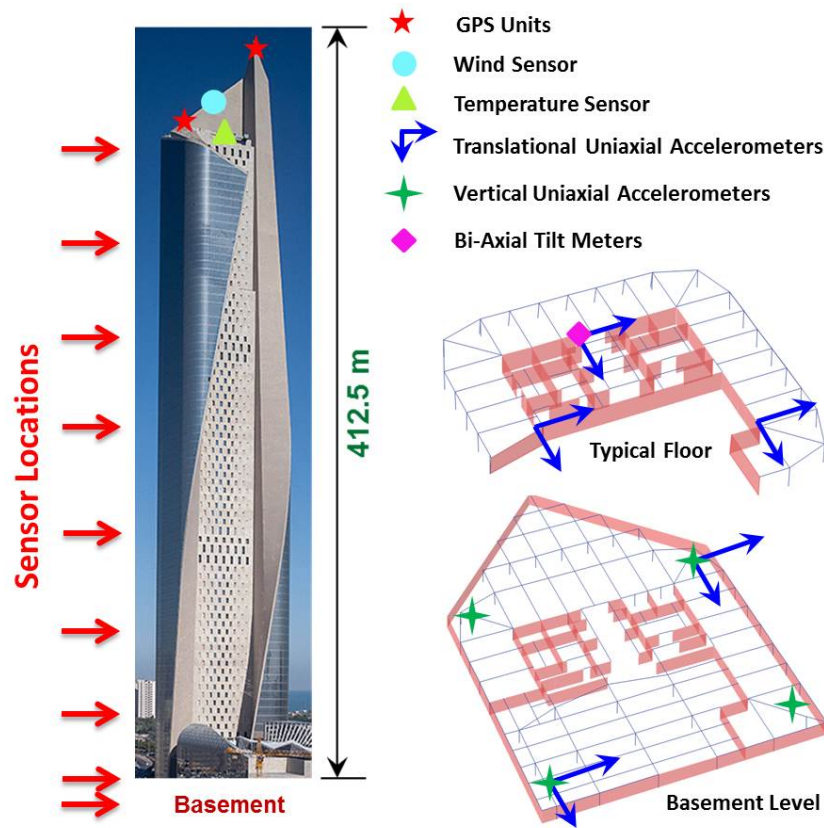 GPS Units
Wind Sensor
Temperature Sensor
Translational Uniaxial Accelerometers
Vertical Uniaxial Accelerometers
Bi-Axial Tilt Meters
Sensor Locations
412.5 m
Typical Floor
Basement
Basement Level